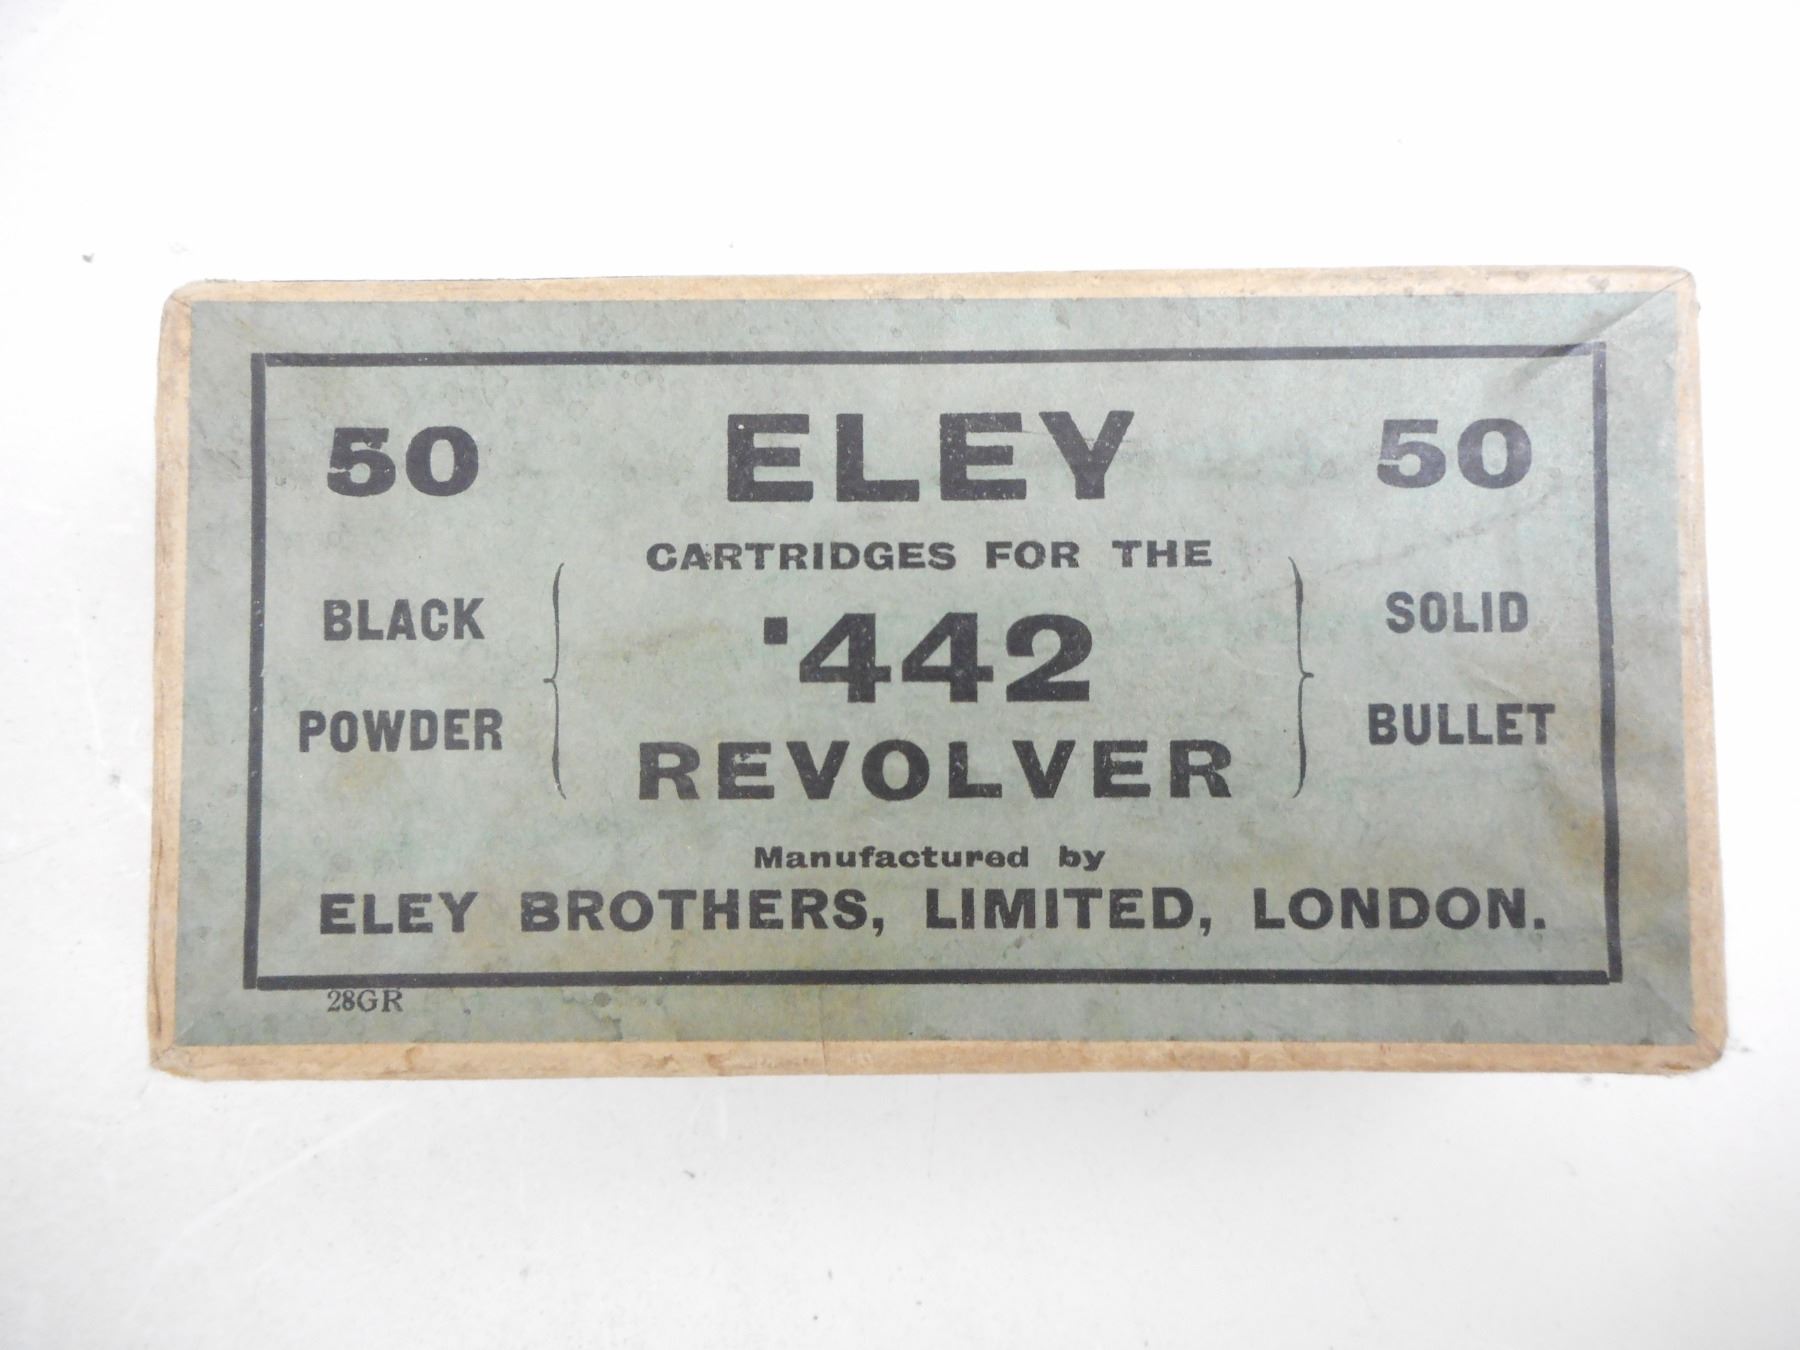 50 ELEY 50
CARTRIDGES FOR THE
BLACK POWDER
·442
REVOLVER
SOLID BULLET
Manufactured by
ELEY BROTHERS, LIMITED, LONDON.
28GR